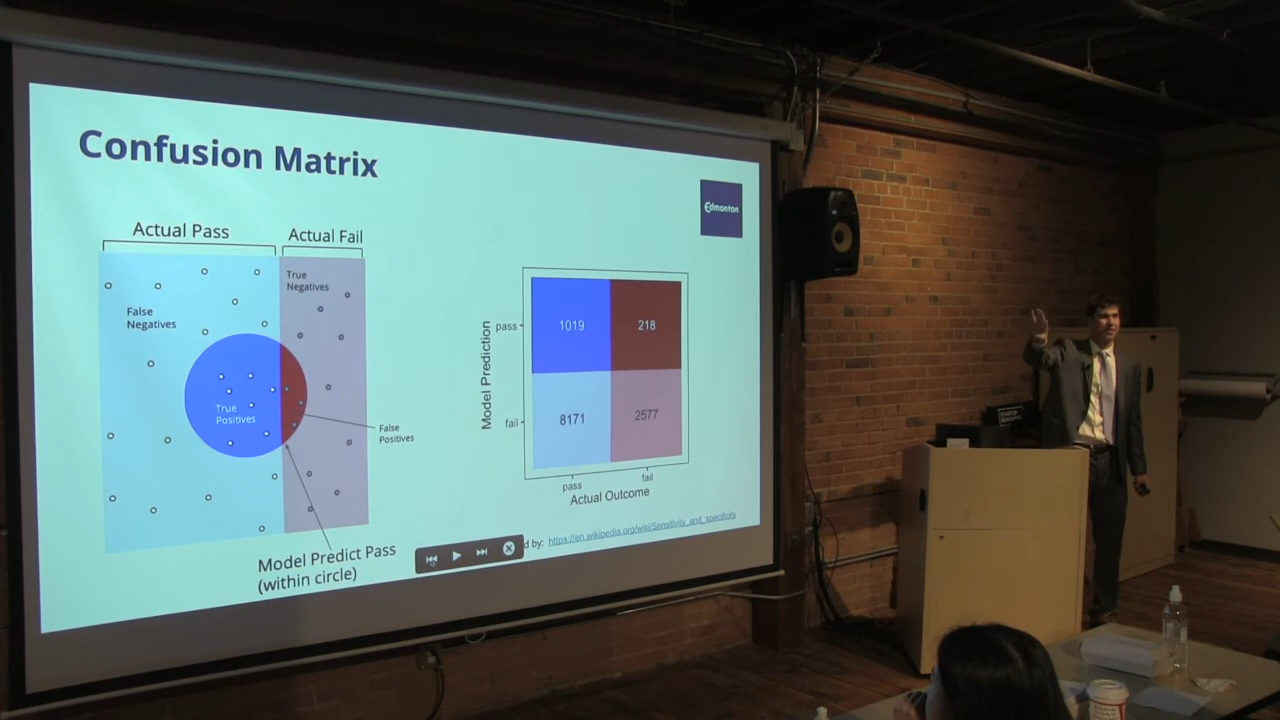 Confusion Matrix
Edmonton
Actual Pass
Actual Fail
True
Negatives
False
Negatives
True
Positives
False
Positives
Model Predict Pass
(within circle)
Model Prediction
pass
fail
1019
218
8171
2577
pass
fail
Actual Outcome
d by: https://en.wikipedia.org/wiki/Sensitivity_and_specificity